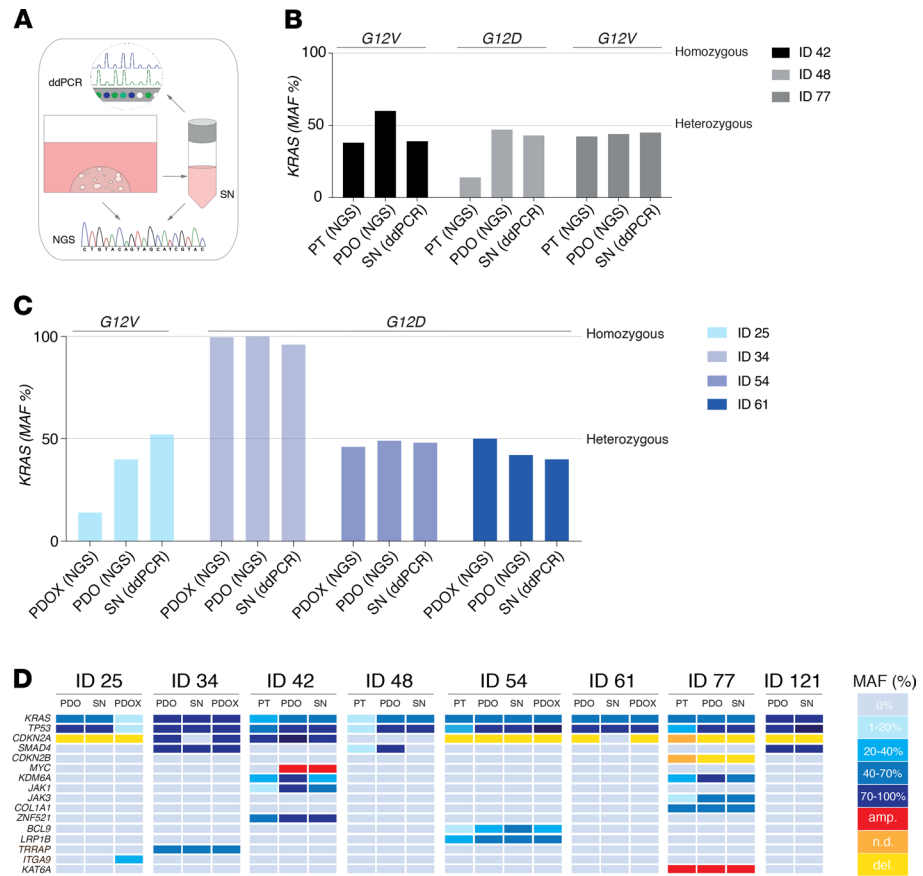 A
ddPCR
SN
NGS
C T G T A C A G T A G C A T C G T A C
B
G12V G12D G12V
KRAS (MAF %)
100
50
0
Homozygous
Heterozygous
PT (NGS) PDO (NGS) SN (ddPCR) PT (NGS) PDO (NGS) SN (ddPCR) PT (NGS) PDO (NGS) SN (ddPCR)
ID 42
ID 48
ID 77
C
G12V G12D
KRAS (MAF %)
100
50
0
Homozygous
Heterozygous
PDOX (NGS) PDO (NGS) SN (ddPCR) PDOX (NGS) PDO (NGS) SN (ddPCR) PDOX (NGS) PDO (NGS) SN (ddPCR) PDOX (NGS) PDO (NGS) SN (ddPCR)
ID 25
ID 34
ID 54
ID 61
D
ID 25 ID 34 ID 42 ID 48 ID 54 ID 61 ID 77 ID 121
PDO SN PDOX PDO SN PDOX PT PDO SN PT PDO SN PT PDO SN PDOX PDO SN PDOX PT PDO SN PDO SN
KRAS
TP53
CDKN2A
SMAD4
CDKN2B
MYC
KDM6A
JAK1
JAK3
COL1A1
ZNF521
BCL9
LRP1B
TRRAP
ITGA9
KAT6A
MAF (%)
0%
1-20%
20-40%
40-70%
70-100%
amp.
n.d.
del.